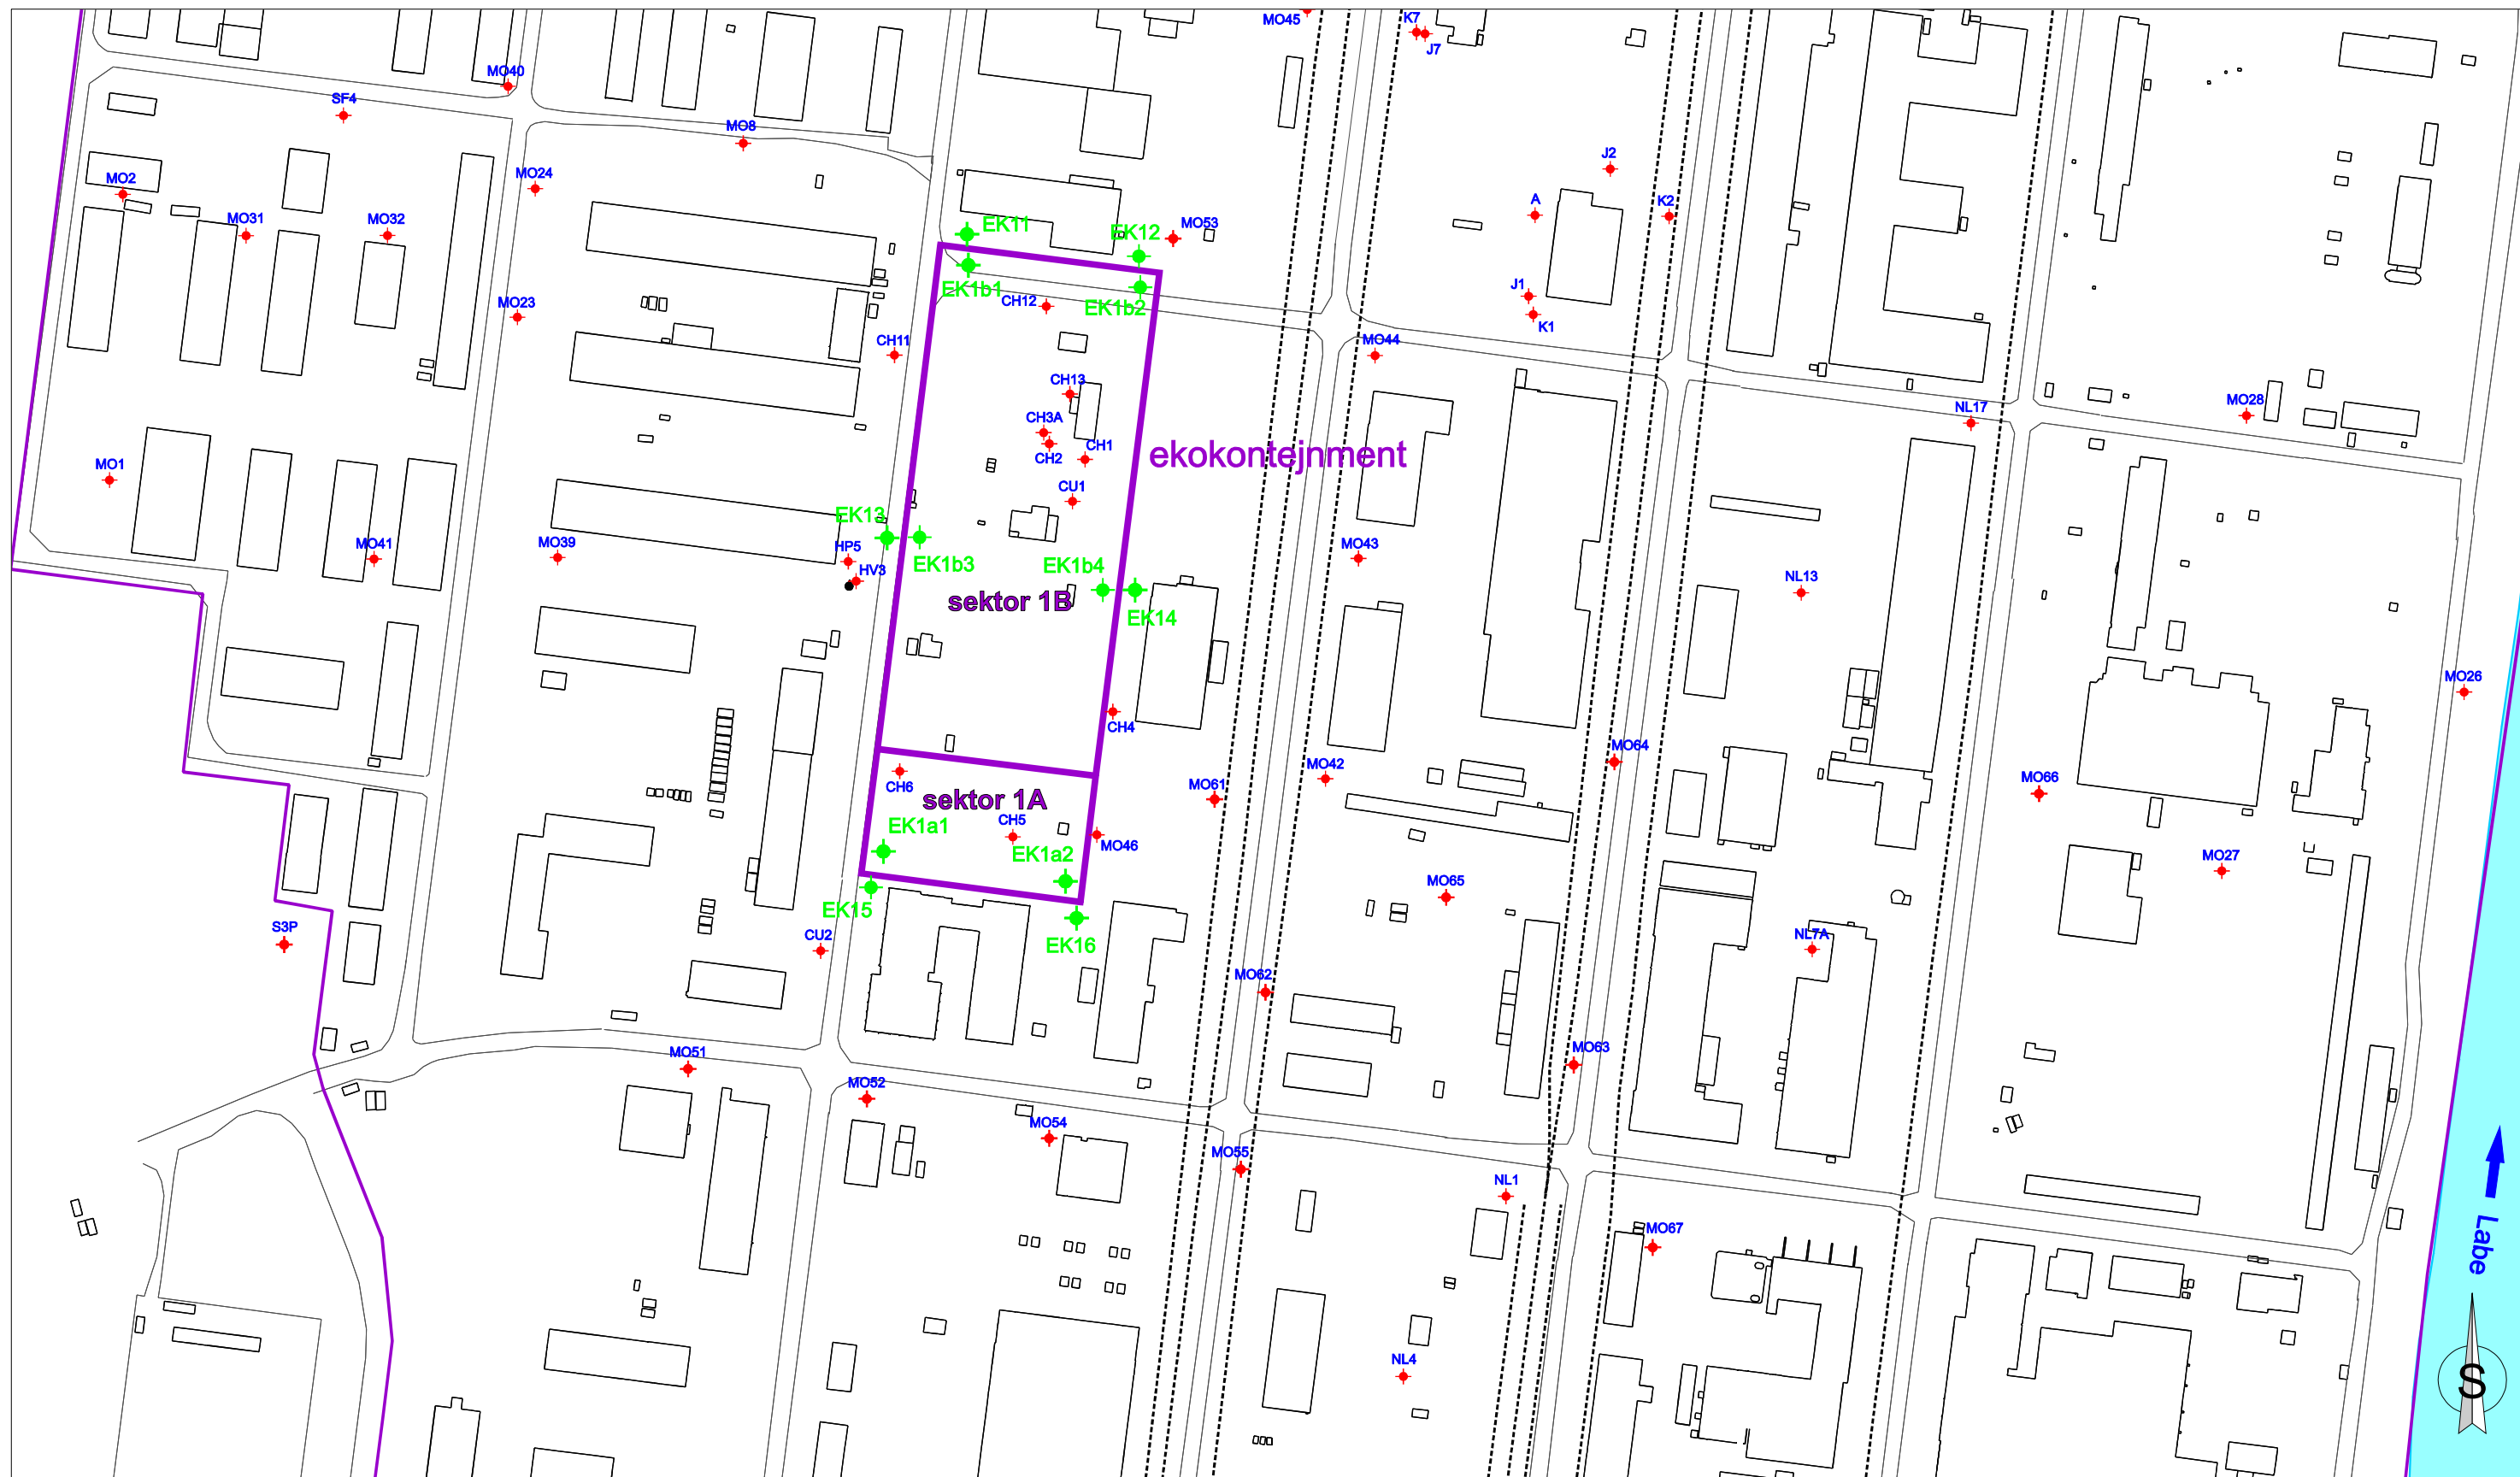 MO45
K7
J7
MO40
SF4
MO8
J2
MO24
MO2
A
K2
MO31
MO32
EK11
EK12
MO53
EK1b1
EK1b2
CH12
J1
K1
MO23
CH11
MO44
CH13
MO28
NL17
CH3A
CH1
CH2
ekokontejnment
MO1
CU1
EK13
MO41
MO39
HP5
EK1b3
EK1b4
MO43
HV3
NL13
sektor 1B
EK14
MO26
CH4
MO64
MO42
MO61
MO66
CH6
sektor 1A
CH5
EK1a1
MO46
EK1a2
MO27
MO65
EK15
S3P
CU2
EK16
NL7A
MO62
MO51
MO63
MO52
MO54
MO55
NL1
MO67
Labe
NL4
S